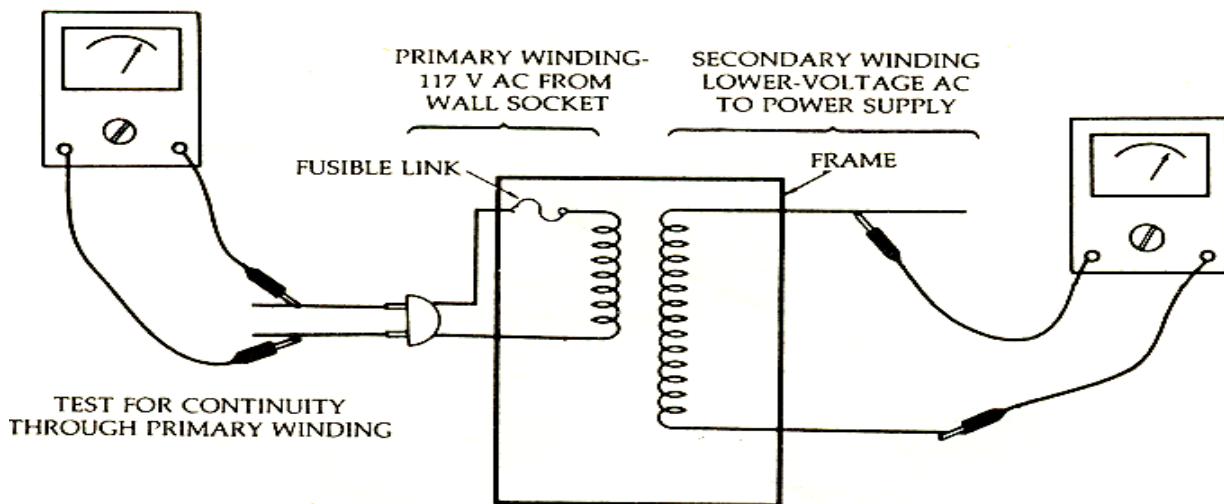 PRIMARY WINDING-
117 V AC FROM
WALL SOCKET
SECONDARY WINDING
LOWER-VOLTAGE AC
TO POWER SUPPLY
FUSIBLE LINK
FRAME
TEST FOR CONTINUITY
THROUGH PRIMARY WINDING